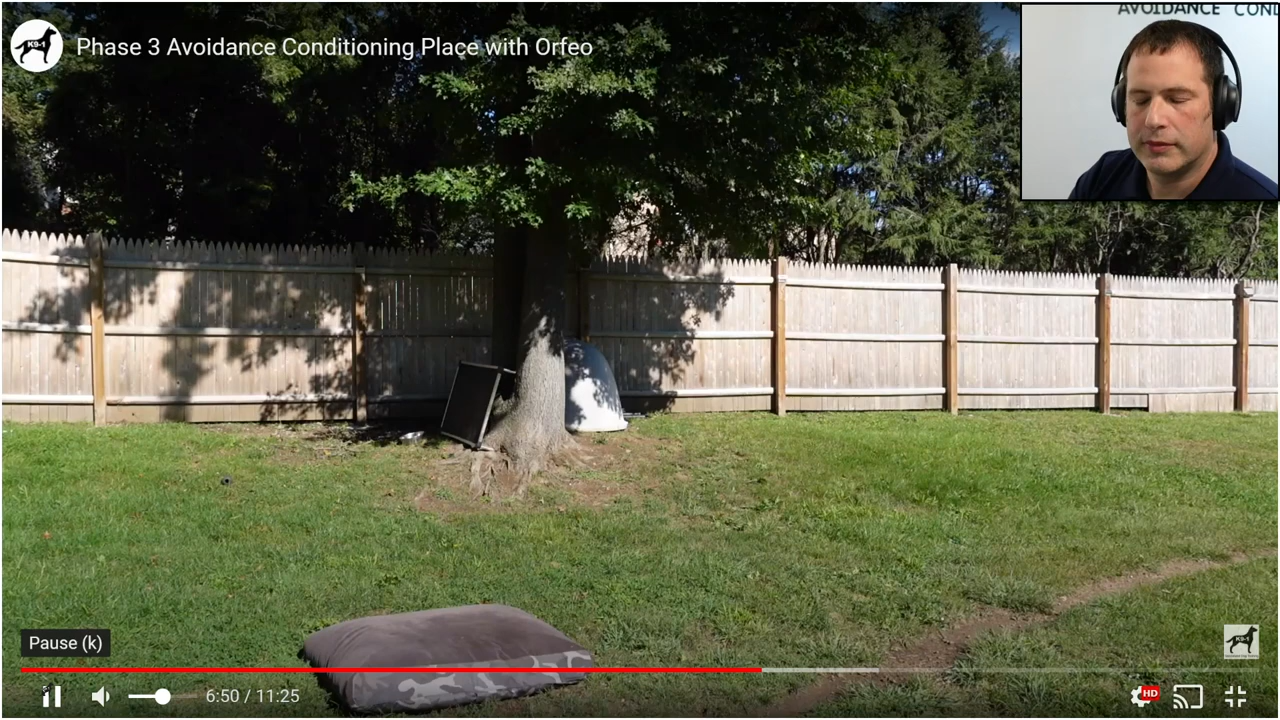 K9-1
Phase 3 Avoidance Conditioning Place with Orfeo
AVOIDANCE COND
Pause (k)
K9-1
6:50 / 11:25
HD